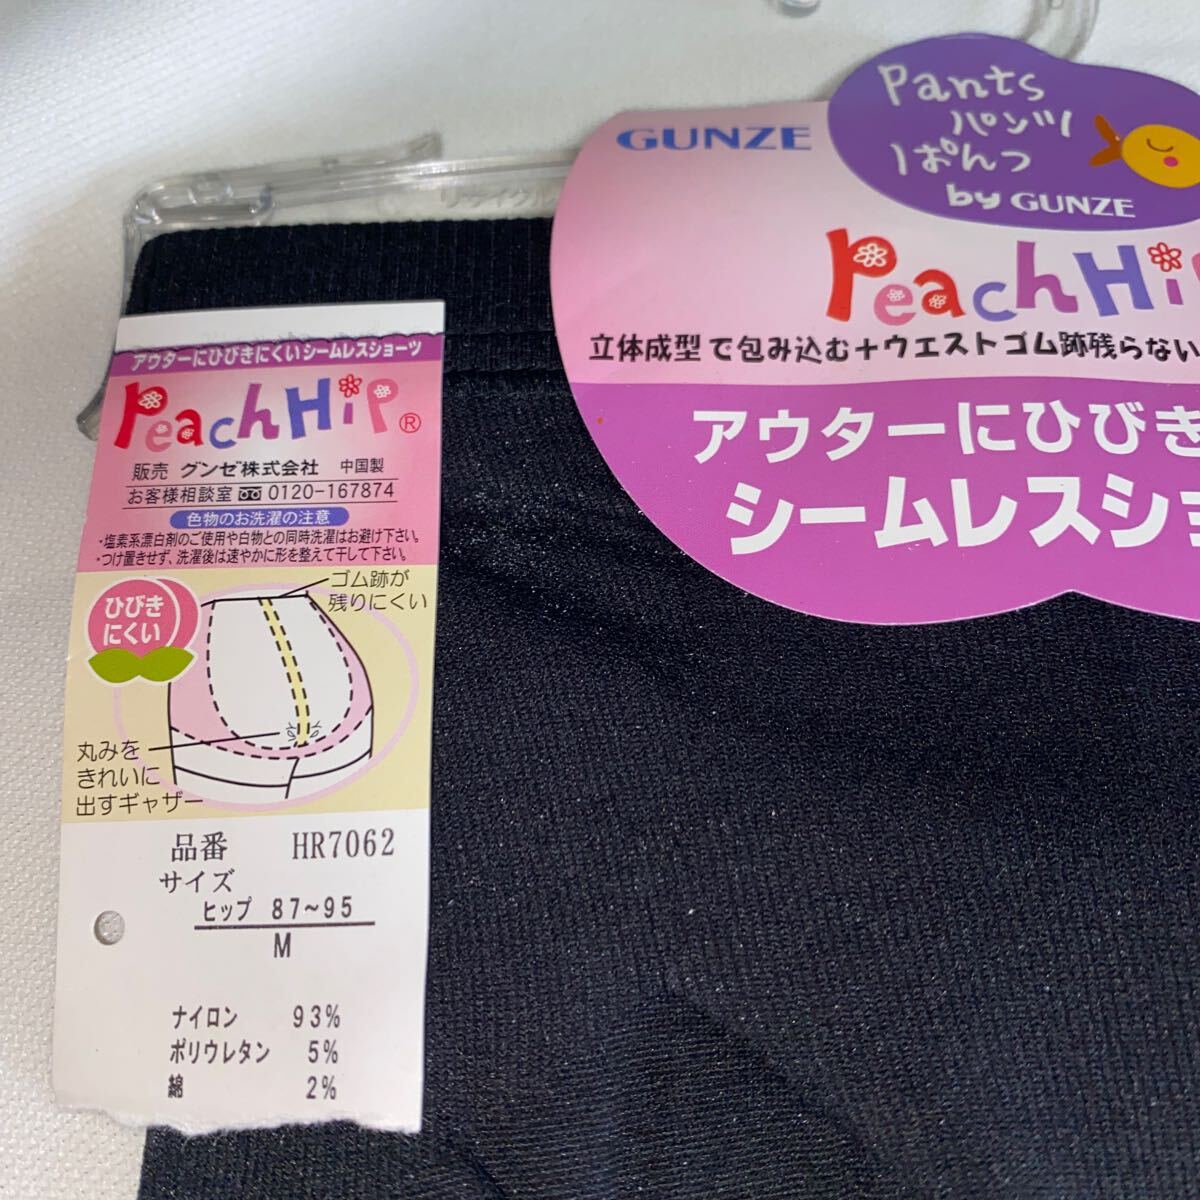 Pants
パンツ
ぱんつ
by GUNZE
GUNZE
PeachHip
立体成型で包み込む＋ウエストゴム跡残らない
アウターにひびき
シームレスショ
アウターにひびきにくいシームレスショーツ
PeachHip®
販売 グンゼ株式会社 中国製
お客様相談室 0120-167874
色物のお洗濯の注意
・塩素系漂白剤のご使用や白物との同時洗濯はお避け下さい。
・つけ置きせず、洗濯後は速やかに形を整えて干して下さい。
ひびき
にくい
ゴム跡が
残りにくい
丸みを
きれいに
出すギャザー
品番 HR7062
サイズ
ヒップ 87～95
M
ナイロン 93%
ポリウレタン 5%
綿 2%